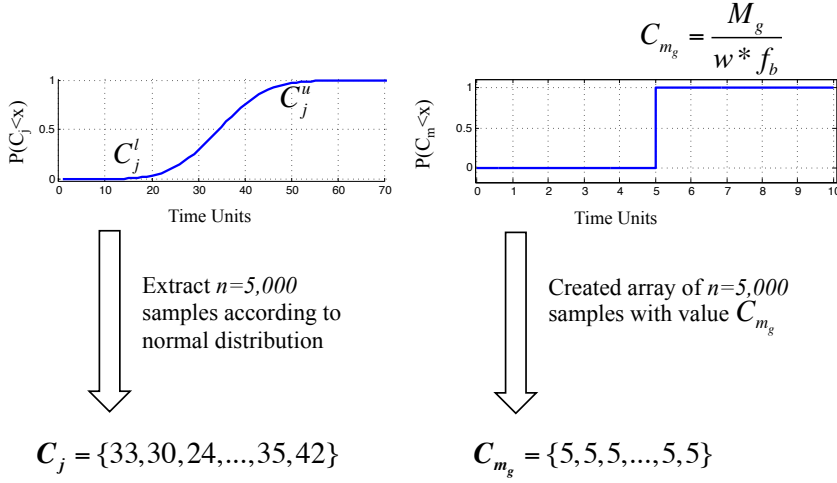 C_{m_g} = \frac{M_g}{w * f_b}
P(C_j<x)
1
0.5
0
C_j^l
C_j^u
0 10 20 30 40 50 60 70
Time Units
P(C_m<x)
1
0.5
0
0 1 2 3 4 5 6 7 8 9 10
Time Units
Extract n=5,000
samples according to
normal distribution
Created array of n=5,000
samples with value C_{m_g}
C_j = {33,30,24,...,35,42}
C_{m_g} = {5,5,5,...,5,5}